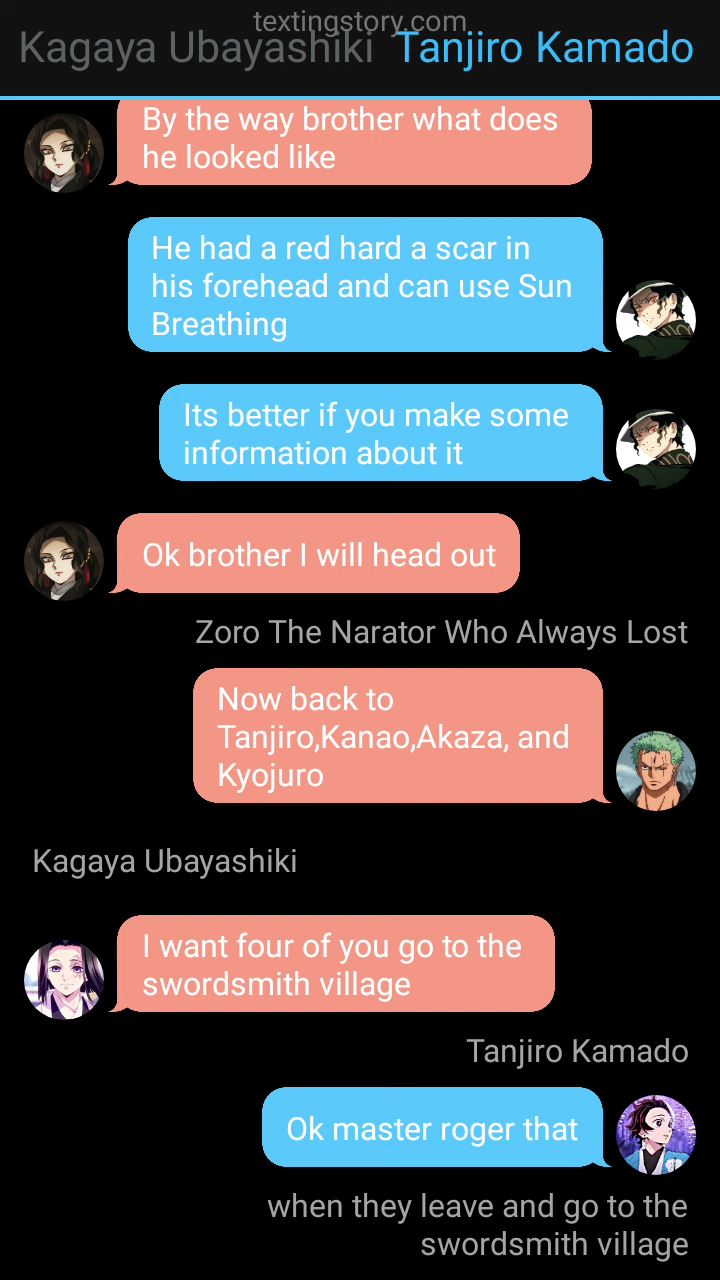 textingstory.com
Kagaya Ubayashiki Tanjiro Kamado
By the way brother what does
he looked like
He had a red hard a scar in
his forehead and can use Sun
Breathing
Its better if you make some
information about it
Ok brother I will head out
Zoro The Narator Who Always Lost
Now back to
Tanjiro,Kanao,Akaza, and
Kyojuro
Kagaya Ubayashiki
I want four of you go to the
swordsmith village
Tanjiro Kamado
Ok master roger that
when they leave and go to the
swordsmith village